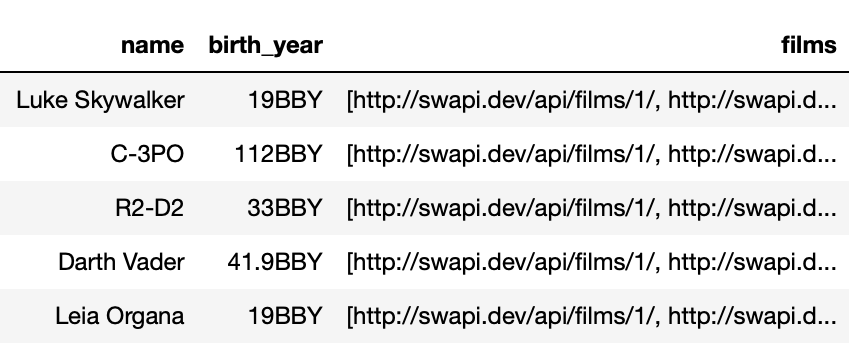 name birth_year films
Luke Skywalker 19BBY [http://swapi.dev/api/films/1/, http://swapi.d...
C-3PO 112BBY [http://swapi.dev/api/films/1/, http://swapi.d...
R2-D2 33BBY [http://swapi.dev/api/films/1/, http://swapi.d...
Darth Vader 41.9BBY [http://swapi.dev/api/films/1/, http://swapi.d...
Leia Organa 19BBY [http://swapi.dev/api/films/1/, http://swapi.d...